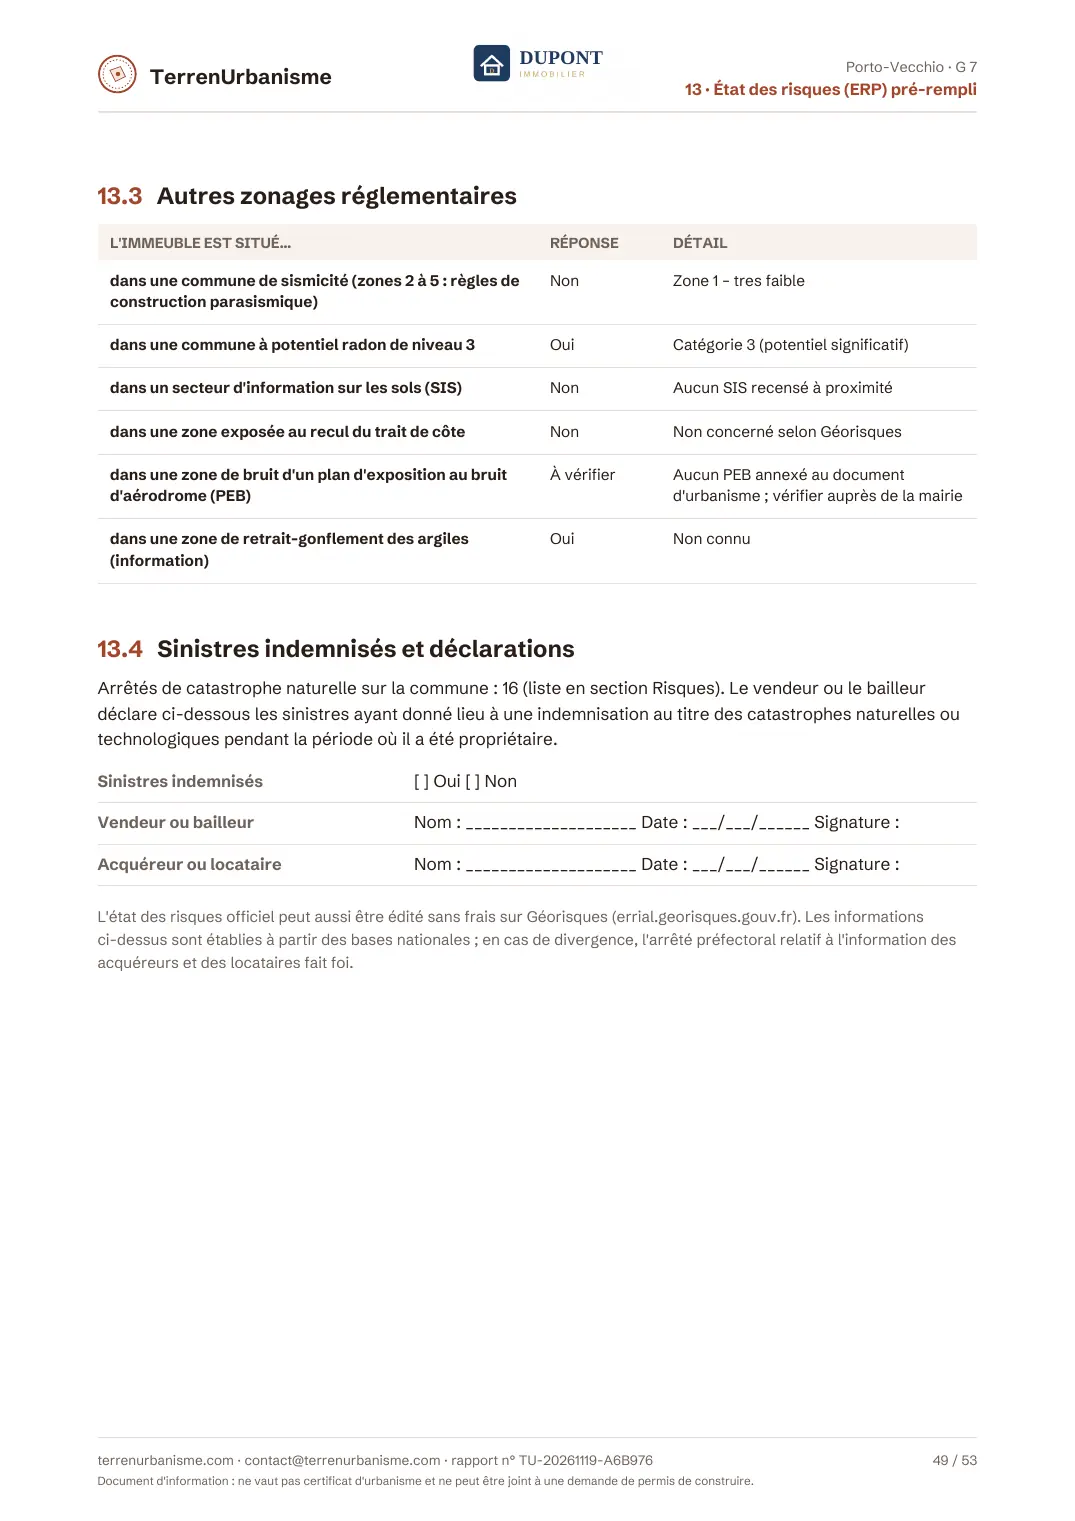 TerrenUrbanisme
DUPONT
IMMOBILIER
Porto-Vecchio · G 7
13 · État des risques (ERP) pré-rempli
13.3 Autres zonages réglementaires
L'IMMEUBLE EST SITUÉ... RÉPONSE DÉTAIL
dans une commune de sismicité (zones 2 à 5 : règles de Non Zone 1 – tres faible
construction parasismique)
dans une commune à potentiel radon de niveau 3 Oui Catégorie 3 (potentiel significatif)
dans un secteur d'information sur les sols (SIS) Non Aucun SIS recensé à proximité
dans une zone exposée au recul du trait de côte Non Non concerné selon Géorisques
dans une zone de bruit d'un plan d'exposition au bruit À vérifier Aucun PEB annexé au document
d'aérodrome (PEB) d'urbanisme ; vérifier auprès de la mairie
dans une zone de retrait-gonflement des argiles Oui Non connu
(information)
13.4 Sinistres indemnisés et déclarations
Arrêtés de catastrophe naturelle sur la commune : 16 (liste en section Risques). Le vendeur ou le bailleur
déclare ci-dessous les sinistres ayant donné lieu à une indemnisation au titre des catastrophes naturelles ou
technologiques pendant la période où il a été propriétaire.
Sinistres indemnisés [ ] Oui [ ] Non
Vendeur ou bailleur Nom : ____________________ Date : ___/___/______ Signature :
Acquéreur ou locataire Nom : ____________________ Date : ___/___/______ Signature :
L'état des risques officiel peut aussi être édité sans frais sur Géorisques (errial.georisques.gouv.fr). Les informations
ci-dessus sont établies à partir des bases nationales ; en cas de divergence, l'arrêté préfectoral relatif à l'information des
acquéreurs et des locataires fait foi.
terrenurbanisme.com · contact@terrenurbanisme.com · rapport n° TU-20261119-A6B976 49 / 53
Document d'information : ne vaut pas certificat d'urbanisme et ne peut être joint à une demande de permis de construire.